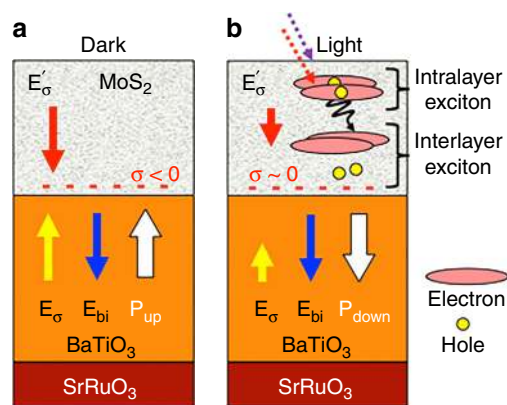 a
Dark
E'σ
MoS2
σ < 0
Eσ
Ebi
Pup
BaTiO3
SrRuO3
b
Light
E'σ
Intralayer
exciton
Interlayer
exciton
σ ~ 0
Eσ
Ebi
Pdown
BaTiO3
SrRuO3
Electron
Hole